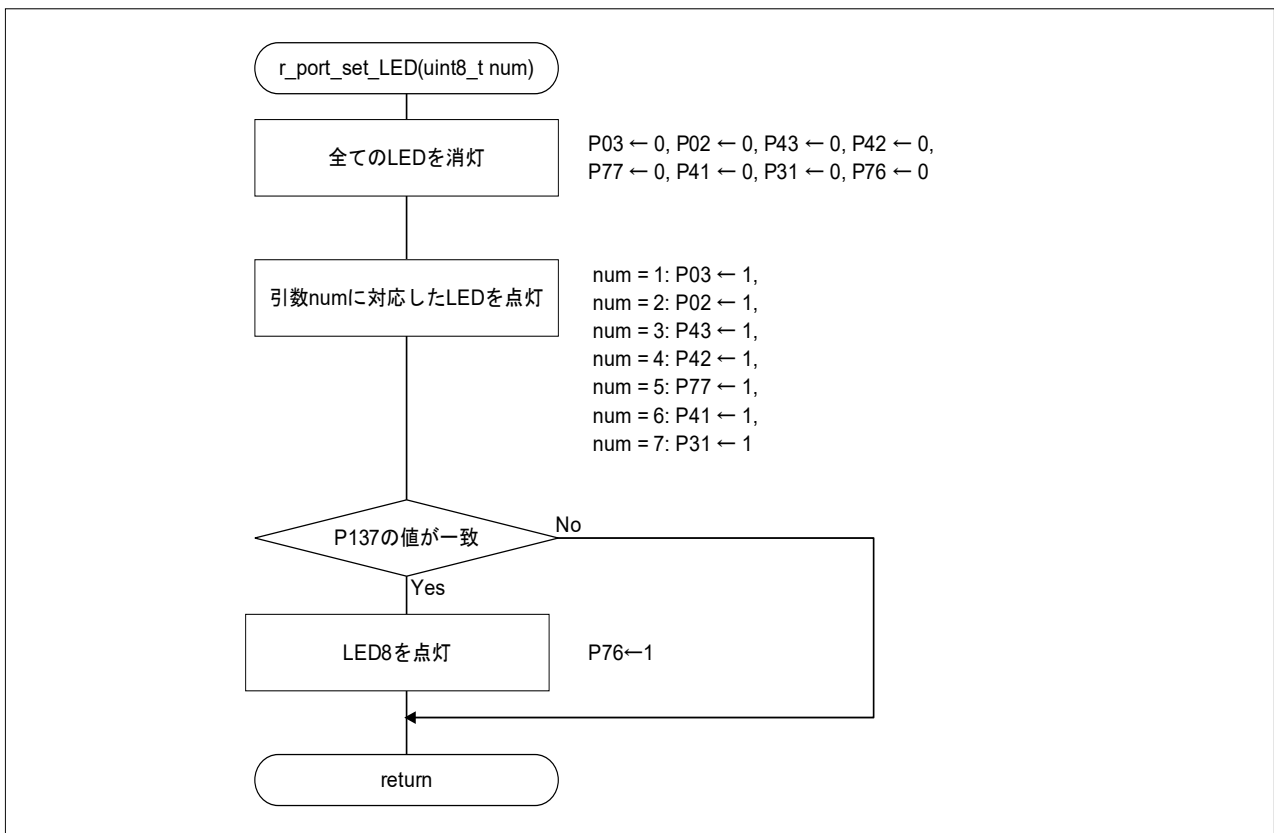 r_port_set_LED(uint8_t num)
全てのLEDを消灯
P03 ← 0, P02 ← 0, P43 ← 0, P42 ← 0,
P77 ← 0, P41 ← 0, P31 ← 0, P76 ← 0
引数numに対応したLEDを点灯
num = 1: P03 ← 1,
num = 2: P02 ← 1,
num = 3: P43 ← 1,
num = 4: P42 ← 1,
num = 5: P77 ← 1,
num = 6: P41 ← 1,
num = 7: P31 ← 1
P137の値が一致
No
Yes
LED8を点灯
P76←1
return